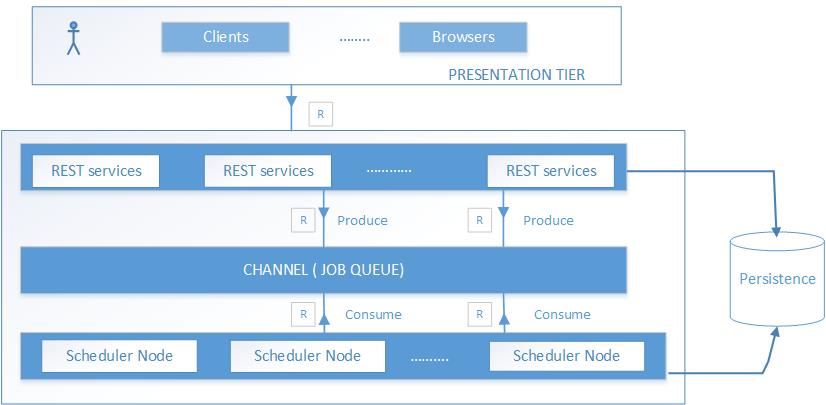 Clients ........ Browsers
PRESENTATION TIER
R
REST services REST services ........... REST services
R Produce R Produce
CHANNEL ( JOB QUEUE)
Persistence
R Consume R Consume
Scheduler Node Scheduler Node .......... Scheduler Node